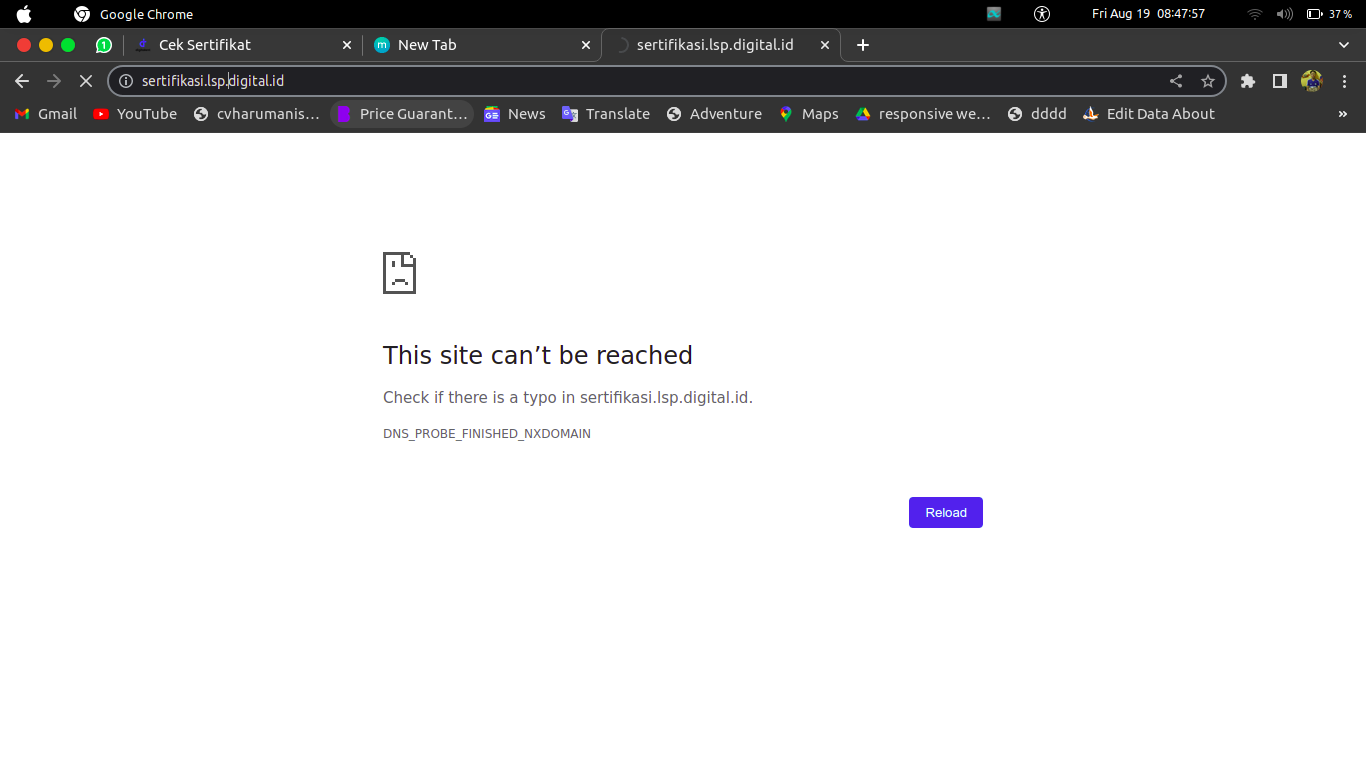 Google Chrome Fri Aug 19 08:47:57 37 %
1 Cek Sertifikat New Tab sertifikasi.lsp.digital.id
sertifikasi.lsp.digital.id
Gmail YouTube cvharumanis… Price Guarant… News Translate Adventure Maps responsive we… dddd Edit Data About »
This site can’t be reached
Check if there is a typo in sertifikasi.lsp.digital.id.
DNS_PROBE_FINISHED_NXDOMAIN
Reload